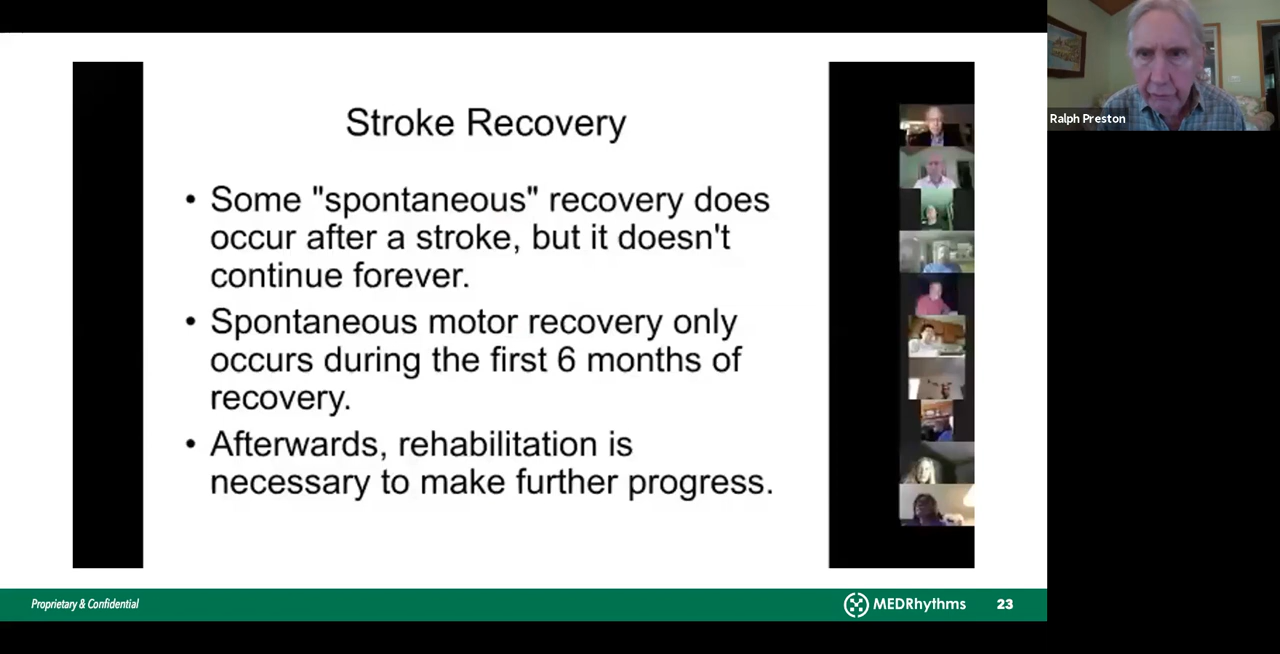 Ralph Preston
Stroke Recovery
• Some "spontaneous" recovery does
occur after a stroke, but it doesn't
continue forever.
• Spontaneous motor recovery only
occurs during the first 6 months of
recovery.
• Afterwards, rehabilitation is
necessary to make further progress.
Proprietary & Confidential
MEDRhythms
23